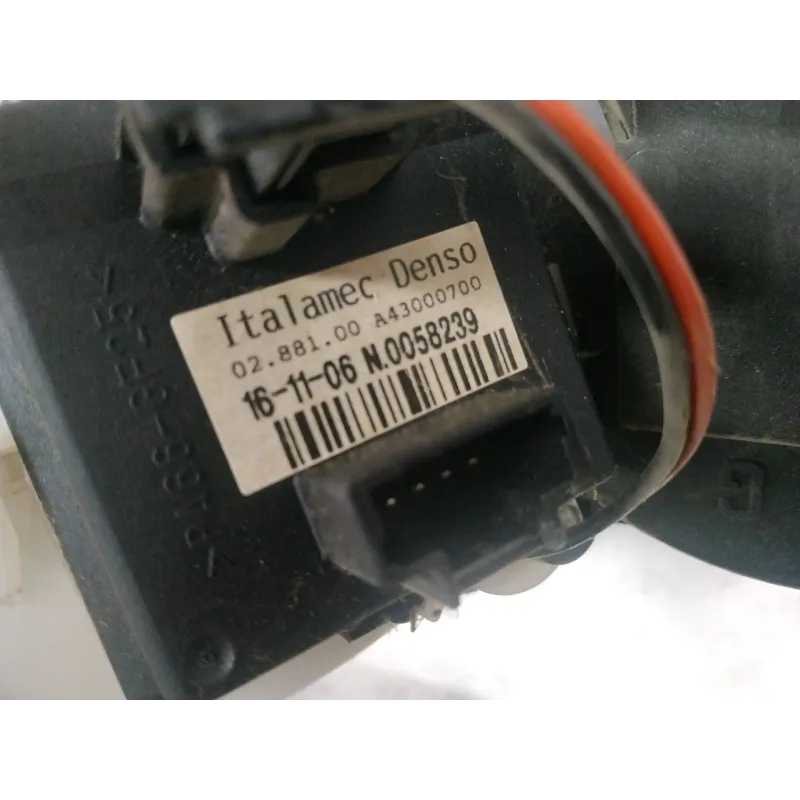 Italamec Denso
02.881.00 A43000700
16-11-06 N.0058239